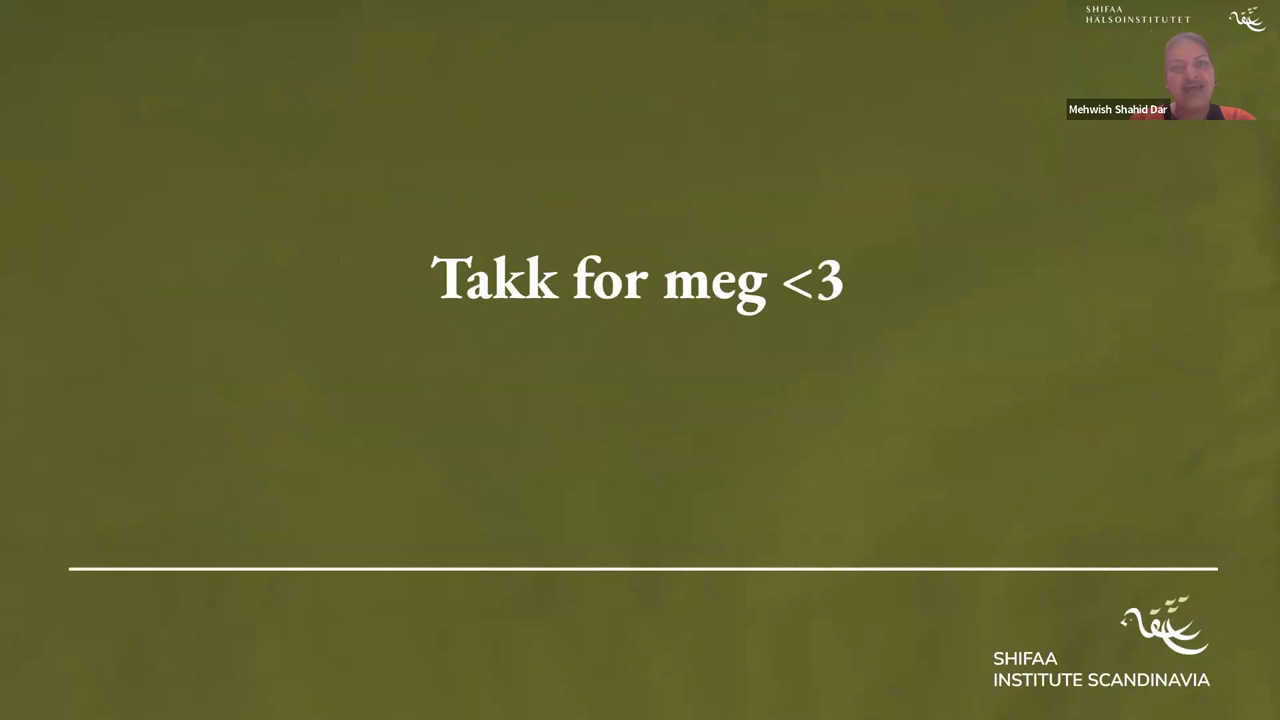 SHIFAA
HÄLSOINSTITUTET
Mehwish Shahid Dar
Takk for meg <3
SHIFAA
INSTITUTE SCANDINAVIA